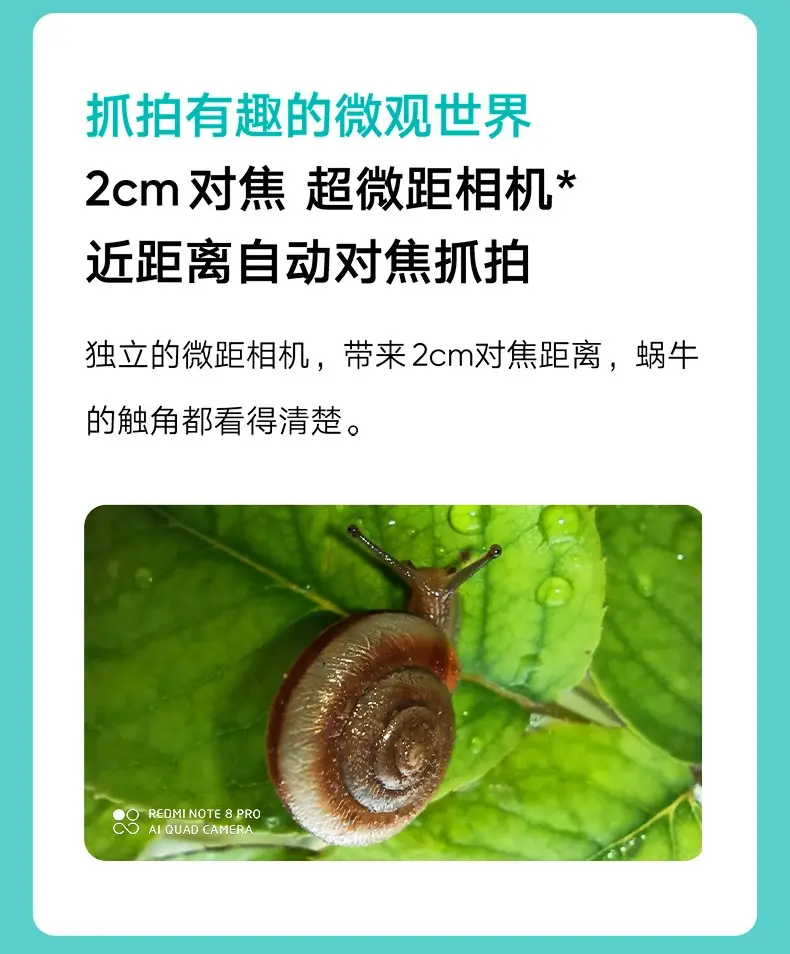 抓拍有趣的微观世界
2cm对焦 超微距相机*
近距离自动对焦抓拍
独立的微距相机，带来2cm对焦距离，蜗牛
的触角都看得清楚。
REDMI NOTE 8 PRO
AI QUAD CAMERA